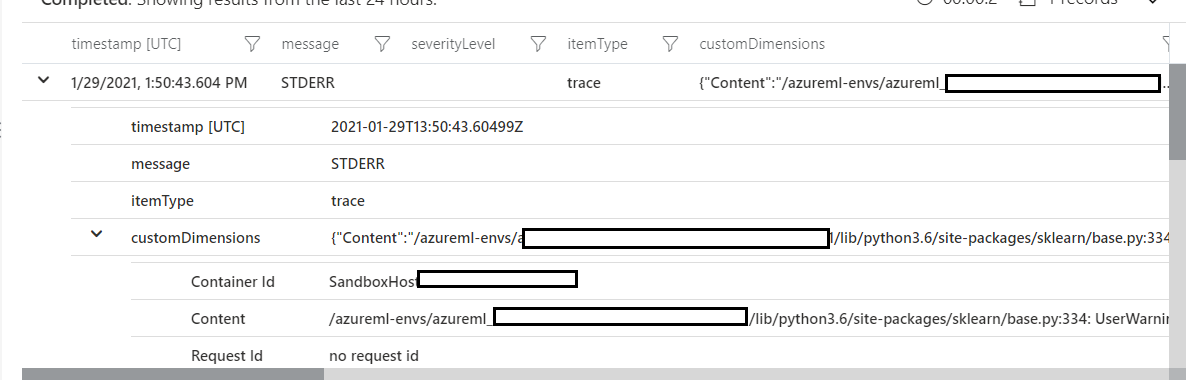 Completed. Showing results from the last 24 hours.
00:00.2
1 records
timestamp [UTC] message severityLevel itemType customDimensions
1/29/2021, 1:50:43.604 PM STDERR trace {"Content":"/azureml-envs/azureml_ ...
timestamp [UTC] 2021-01-29T13:50:43.60499Z
message STDERR
itemType trace
customDimensions {"Content":"/azureml-envs/a /lib/python3.6/site-packages/sklearn/base.py:334
Container Id SandboxHost
Content /azureml-envs/azureml_ /lib/python3.6/site-packages/sklearn/base.py:334: UserWarnin
Request Id no request id